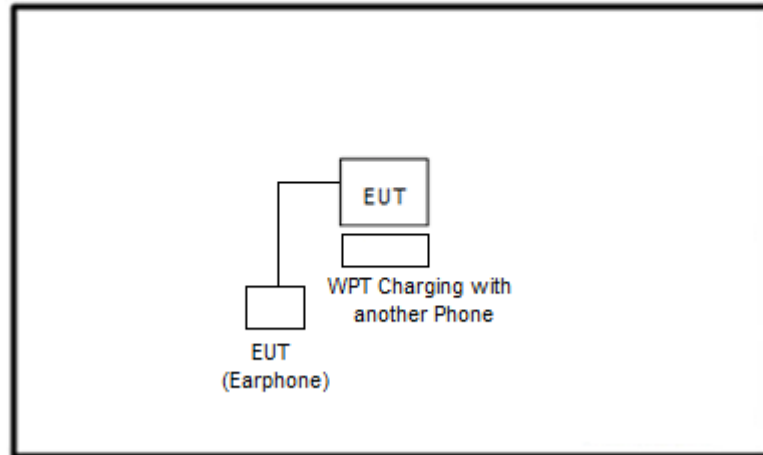 EUT
WPT Charging with
another Phone
EUT
(Earphone)